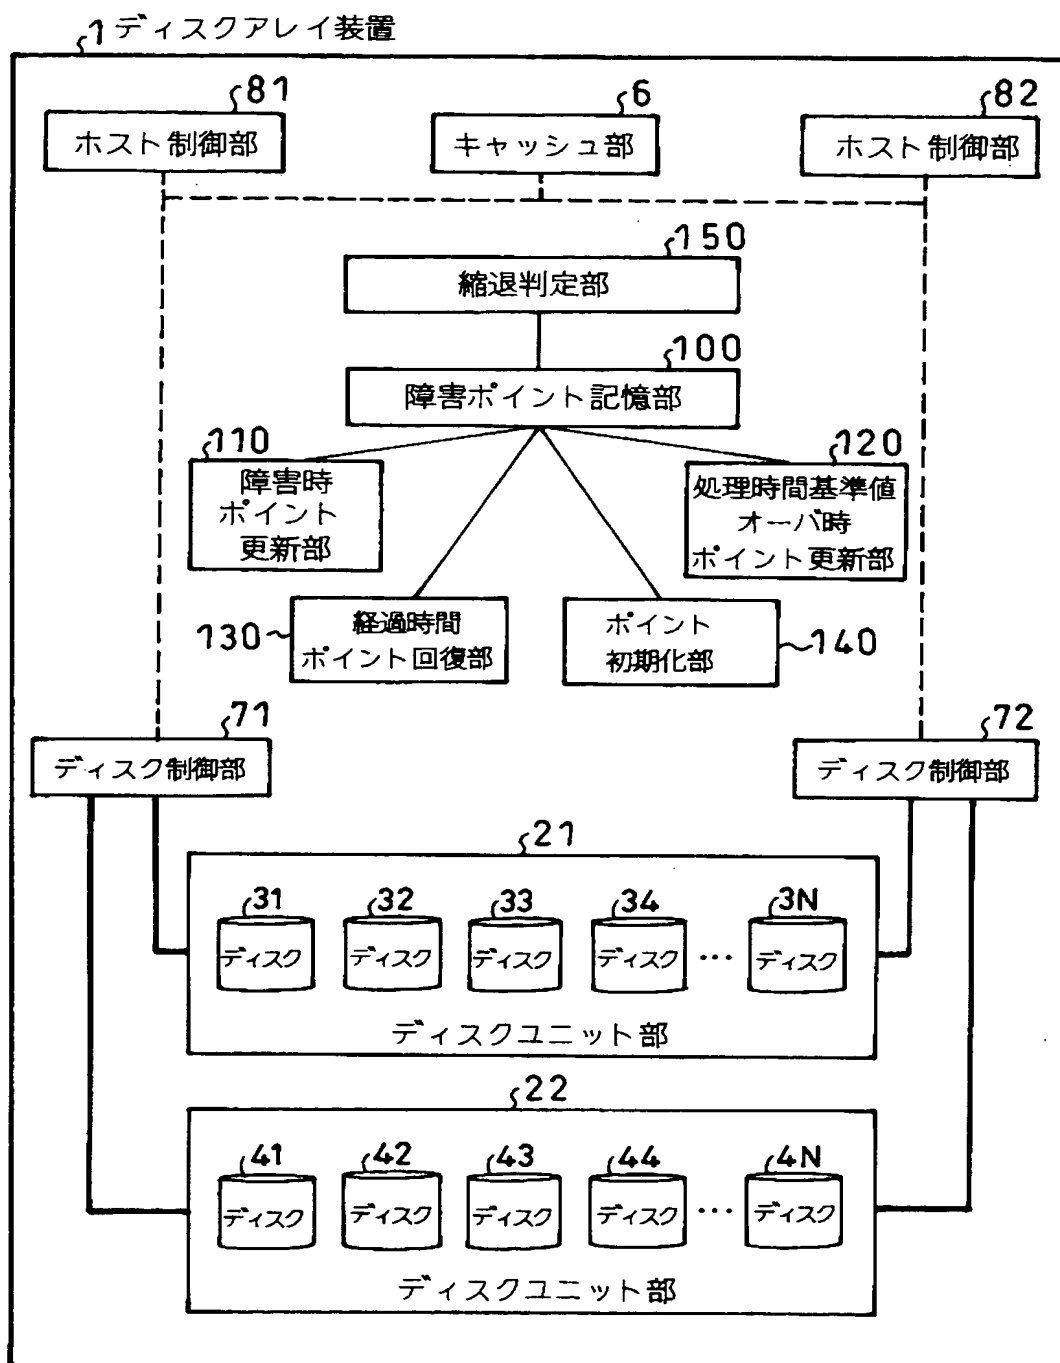 1 ディスクアレイ装置
81
6
82
ホスト制御部
キャッシュ部
ホスト制御部
150
縮退判定部
100
障害ポイント記憶部
110
障害時
ポイント
更新部
120
処理時間基準値
オーバ時
ポイント更新部
130
経過時間
ポイント回復部
ポイント
初期化部
140
71
ディスク制御部
72
ディスク制御部
21
31
32
33
34
3N
ディスク
ディスク
ディスク
ディスク
…
ディスク
ディスクユニット部
22
41
42
43
44
4N
ディスク
ディスク
ディスク
ディスク
…
ディスク
ディスクユニット部